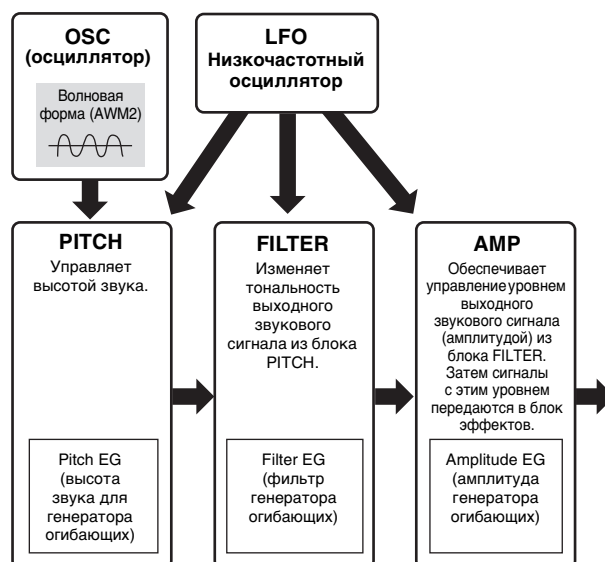 OSC
(осциллятор)
Волновая
форма (AWM2)
LFO
Низкочастотный
осциллятор
PITCH
Управляет
высотой звука.
Pitch EG
(высота
звука для
генератора
огибающих)
FILTER
Изменяет
тональность
выходного
звукового
сигнала из блока
PITCH.
Filter EG
(фильтр
генератора
огибающих)
AMP
Обеспечивает
управление уровнем
выходного
звукового сигнала
(амплитудой) из
блока FILTER.
Затем сигналы
с этим уровнем
передаются в блок
эффектов.
Amplitude EG
(амплитуда
генератора
огибающих)